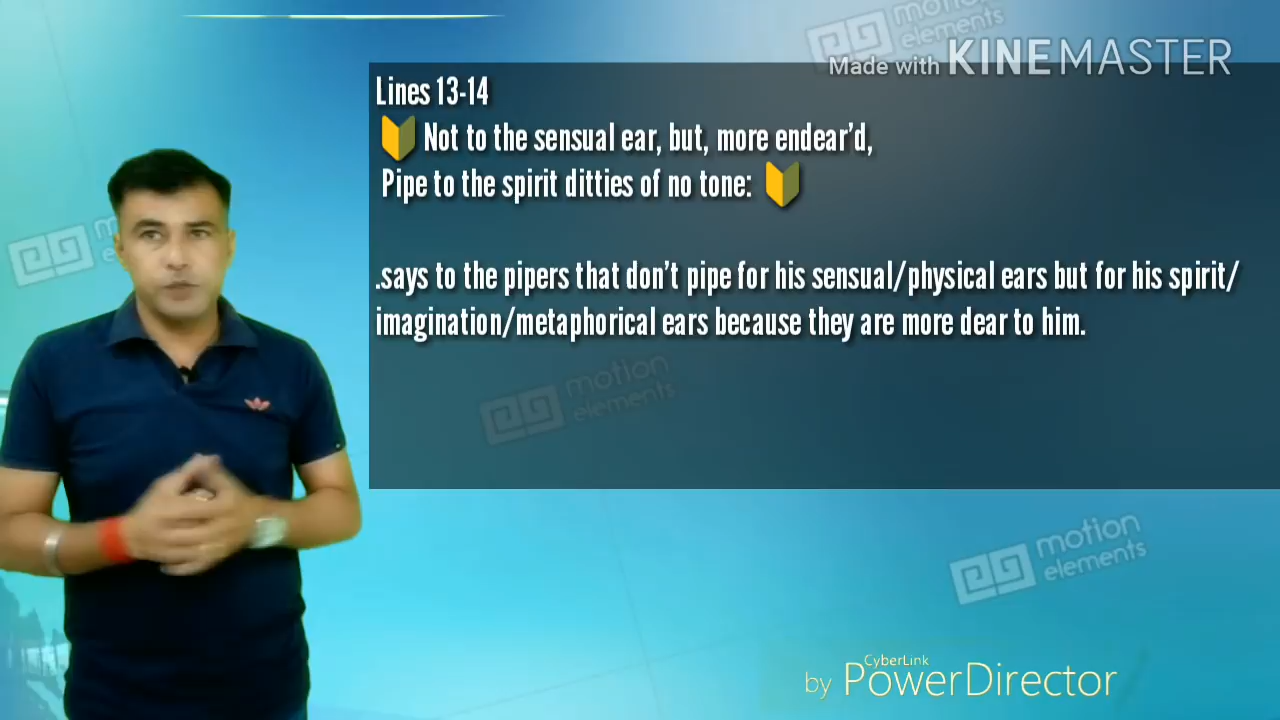 motion
elements
Made with KINEMASTER
Lines 13-14
🔰 Not to the sensual ear, but, more endear’d,
Pipe to the spirit ditties of no tone: 🔰
.says to the pipers that don’t pipe for his sensual/physical ears but for his spirit/
imagination/metaphorical ears because they are more dear to him.
motion
elements
motion
elements
CyberLink
by PowerDirector